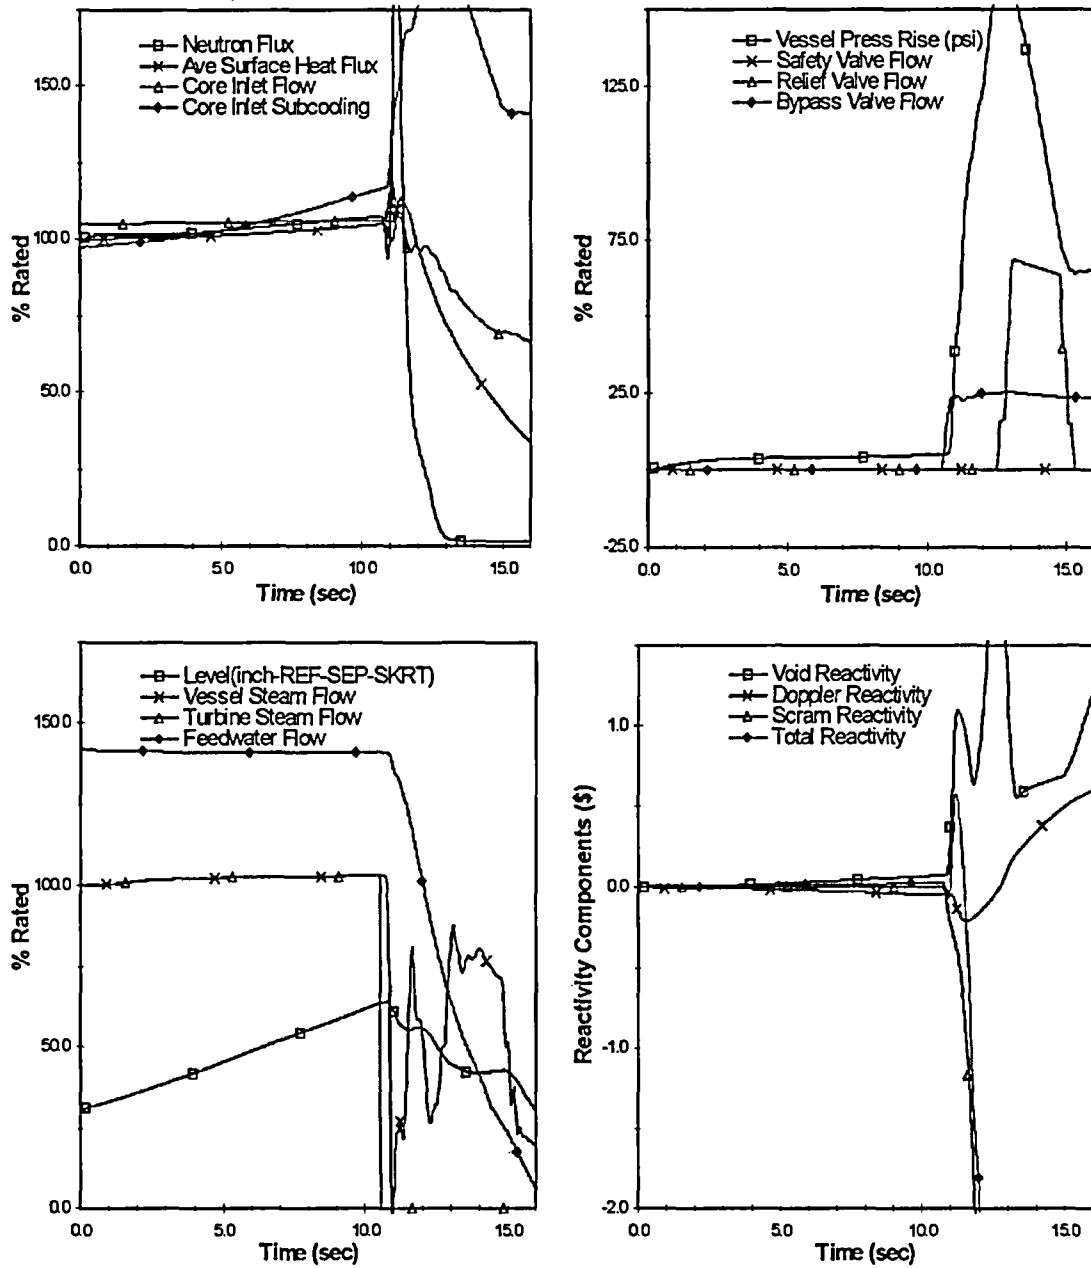 Neutron Flux
Ave Surface Heat Flux
Core Inlet Flow
Core Inlet Subcoding
150.0
100.0
50.0
0.0
% Rated
0.0
5.0
10.0
15.0
Time (sec)
Vessel Press Rise (psi)
Safety Valve Flow
Relief Valve Flow
Bypass Valve Flow
125.0
75.0
25.0
-25.0
% Rated
0.0
5.0
10.0
15.0
Time (sec)
Level(inch-REF-SEP-SKRT)
Vessel Steam Flow
Turbine Steam Flow
Feedwater Flow
150.0
100.0
50.0
0.0
% Rated
0.0
5.0
10.0
15.0
Time (sec)
Void Reactivity
Doppler Reactivity
Scram Reactivity
Total Reactivity
1.0
0.0
-1.0
-2.0
Reactivity Components ($)
0.0
5.0
10.0
15.0
Time (sec)